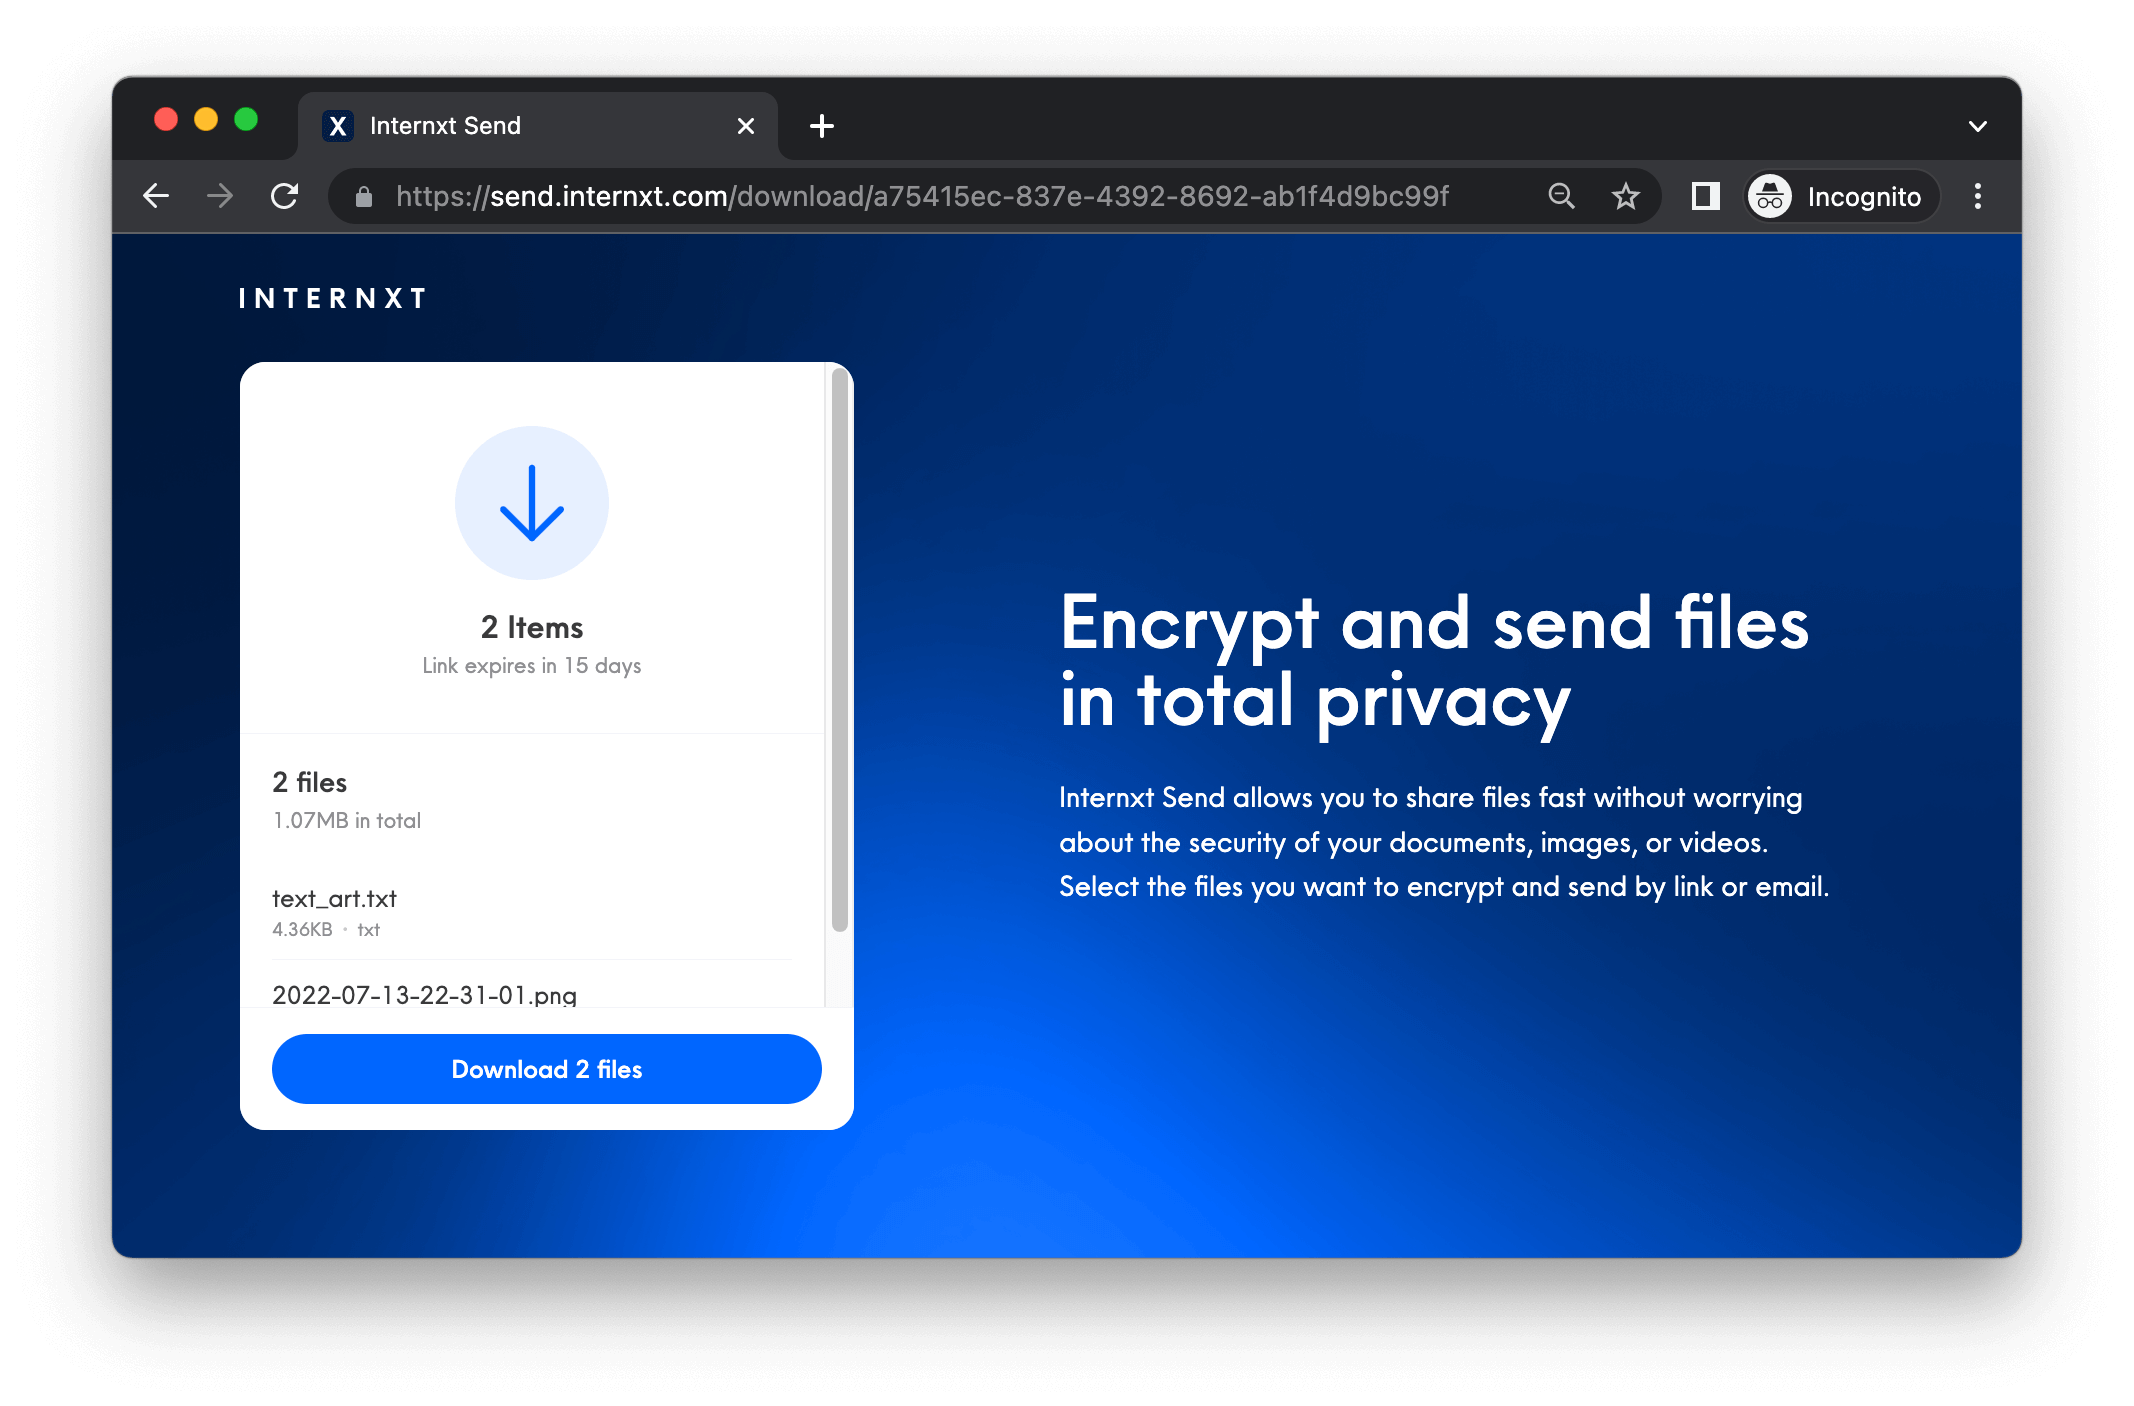 X Internxt Send
https://send.internxt.com/download/a75415ec-837e-4392-8692-ab1f4d9bc99f
Incognito
INTERNXT
2 Items
Link expires in 15 days
2 files
1.07MB in total
text_art.txt
4.36KB • txt
2022-07-13-22-31-01.png
Download 2 files
Encrypt and send files
in total privacy
Internxt Send allows you to share files fast without worrying
about the security of your documents, images, or videos.
Select the files you want to encrypt and send by link or email.